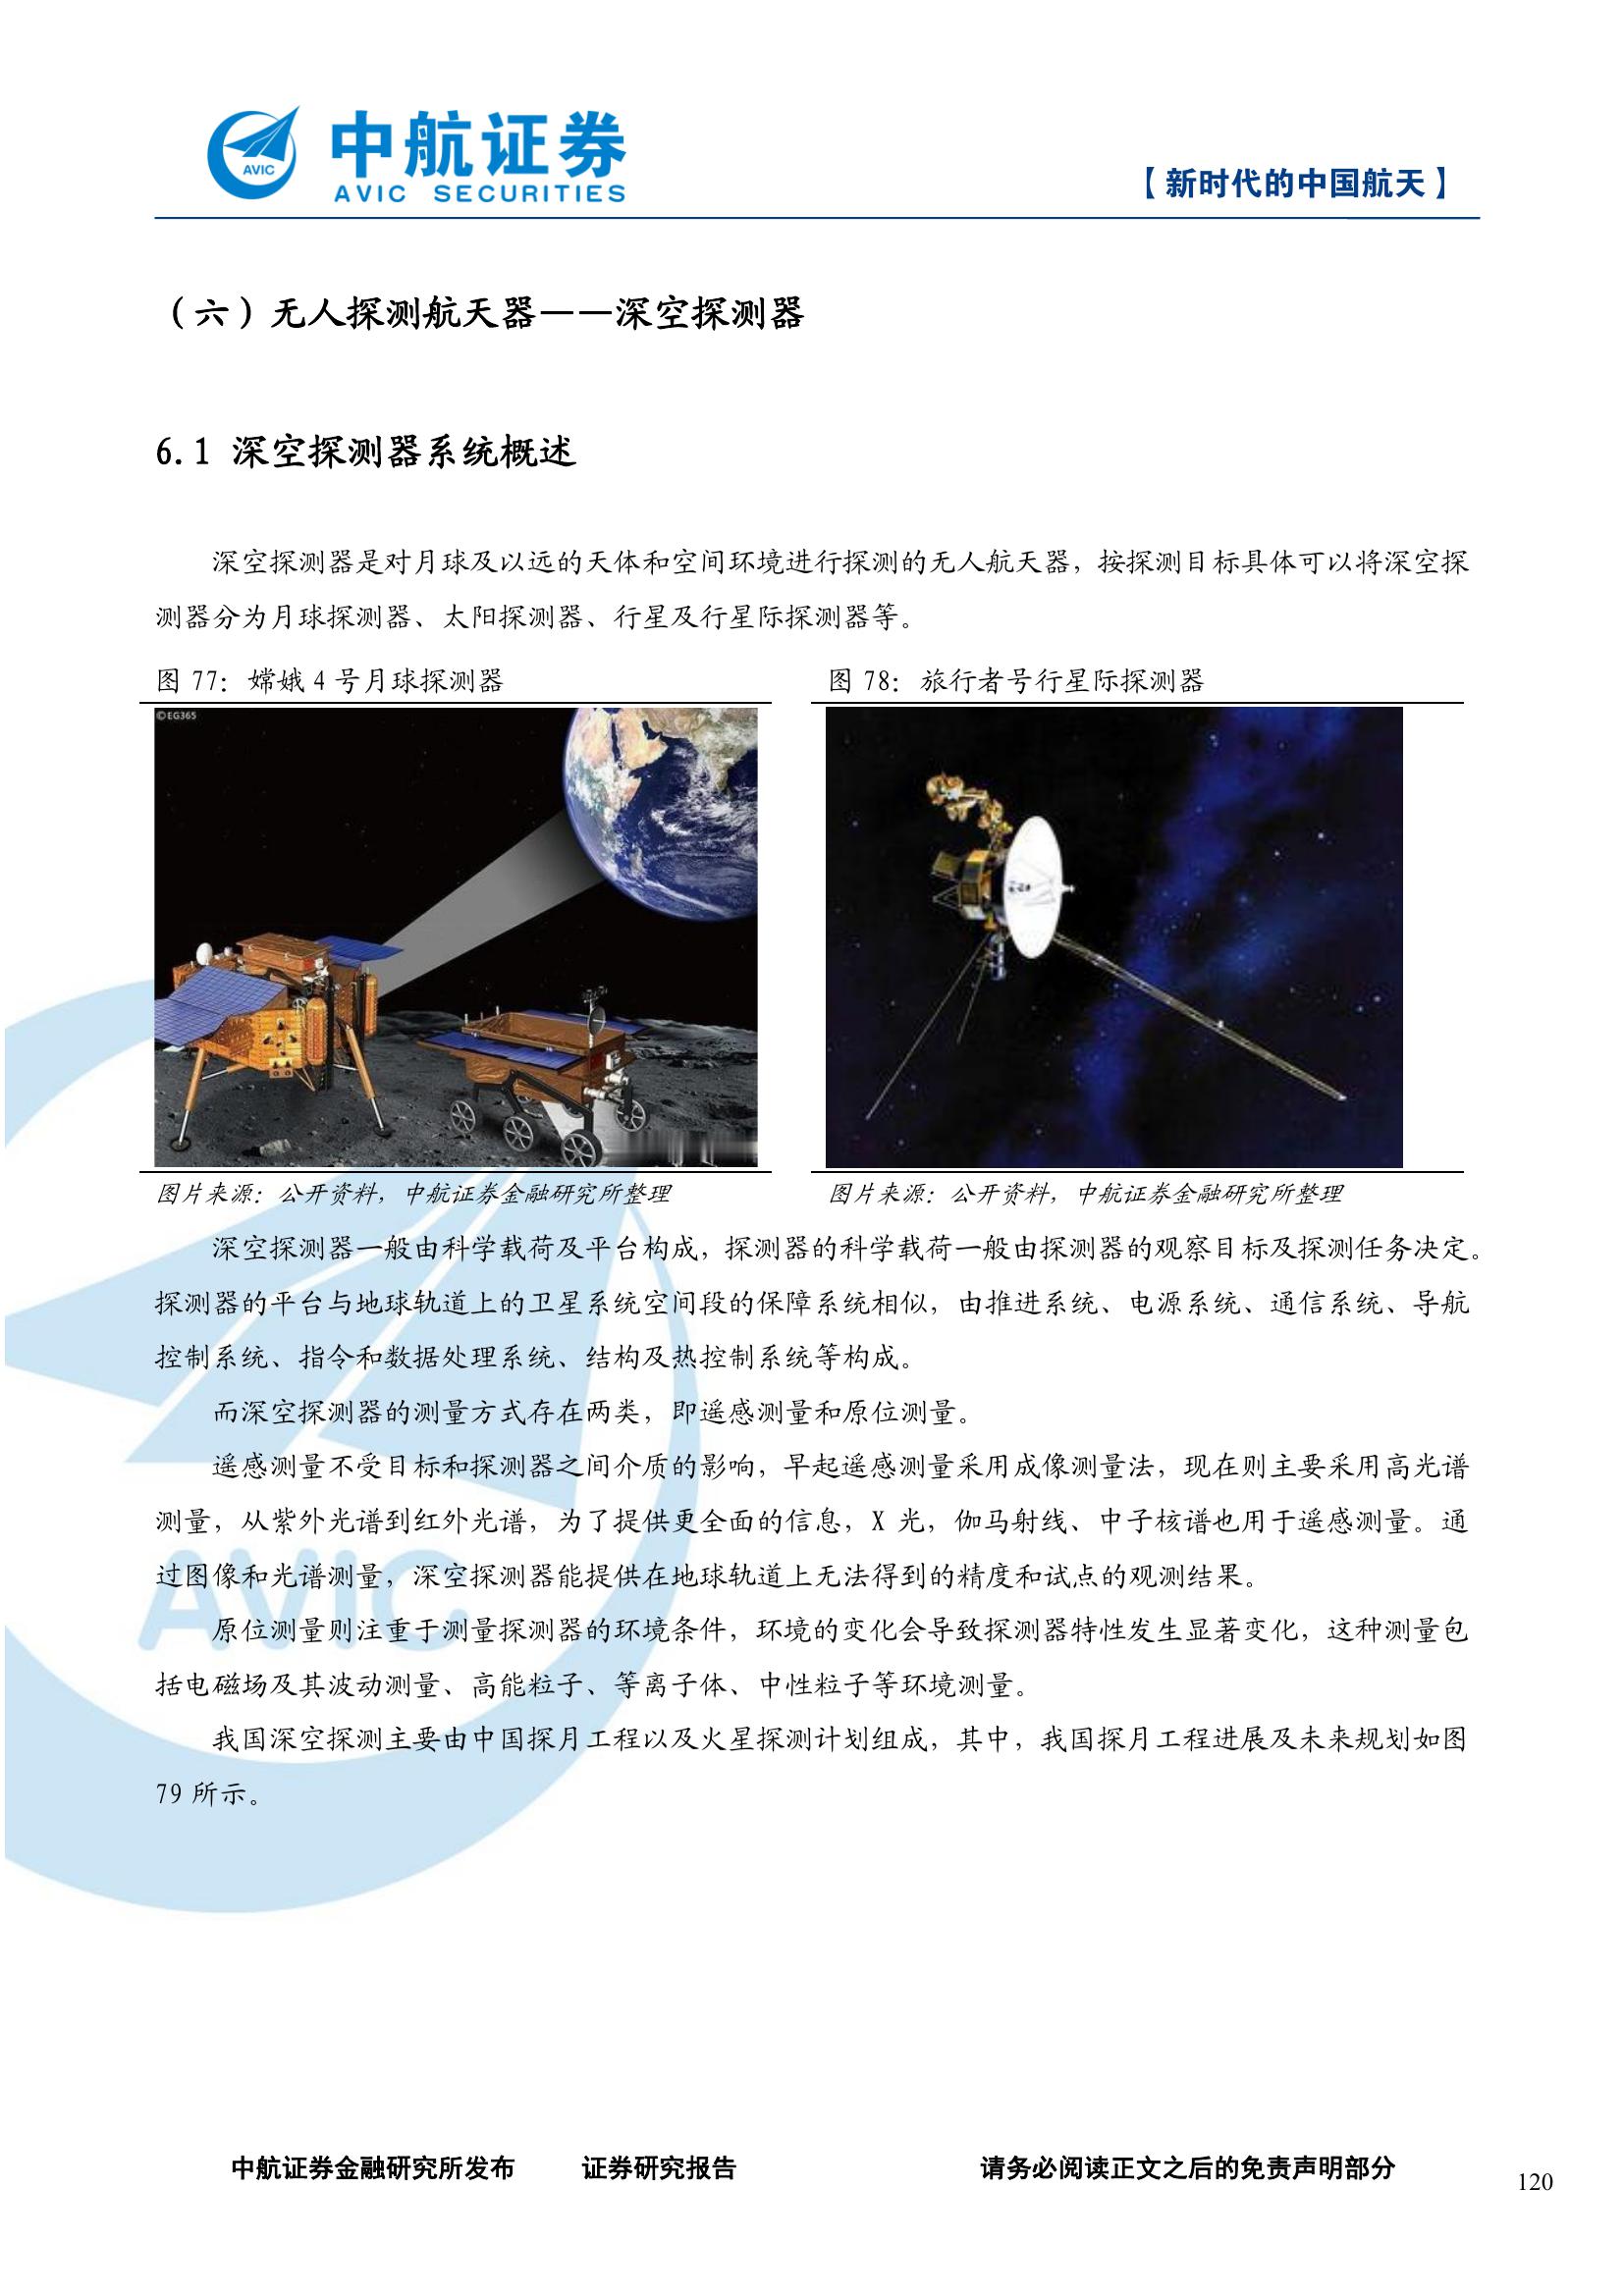 AVIC
中航证券
AVIC SECURITIES
【新时代的中国航天】
（六）无人探测航天器——深空探测器
6.1 深空探测器系统概述
深空探测器是对月球及以远的天体和空间环境进行探测的无人航天器，按探测目标具体可以将深空探
测器分为月球探测器、太阳探测器、行星及行星际探测器等。
图 77：嫦娥 4 号月球探测器
图 78：旅行者号行星际探测器
©EG365
图片来源：公开资料，中航证券金融研究所整理
图片来源：公开资料，中航证券金融研究所整理
深空探测器一般由科学载荷及平台构成，探测器的科学载荷一般由探测器的观察目标及探测任务决定。
探测器的平台与地球轨道上的卫星系统空间段的保障系统相似，由推进系统、电源系统、通信系统、导航
控制系统、指令和数据处理系统、结构及热控制系统等构成。
而深空探测器的测量方式存在两类，即遥感测量和原位测量。
遥感测量不受目标和探测器之间介质的影响，早起遥感测量采用成像测量法，现在则主要采用高光谱
测量，从紫外光谱到红外光谱，为了提供更全面的信息，X 光，伽马射线、中子核谱也用于遥感测量。通
过图像和光谱测量，深空探测器能提供在地球轨道上无法得到的精度和试点的观测结果。
AVIC
原位测量则注重于测量探测器的环境条件，环境的变化会导致探测器特性发生显著变化，这种测量包
括电磁场及其波动测量、高能粒子、等离子体、中性粒子等环境测量。
我国深空探测主要由中国探月工程以及火星探测计划组成，其中，我国探月工程进展及未来规划如图
79 所示。
中航证券金融研究所发布 证券研究报告 请务必阅读正文之后的免责声明部分
120